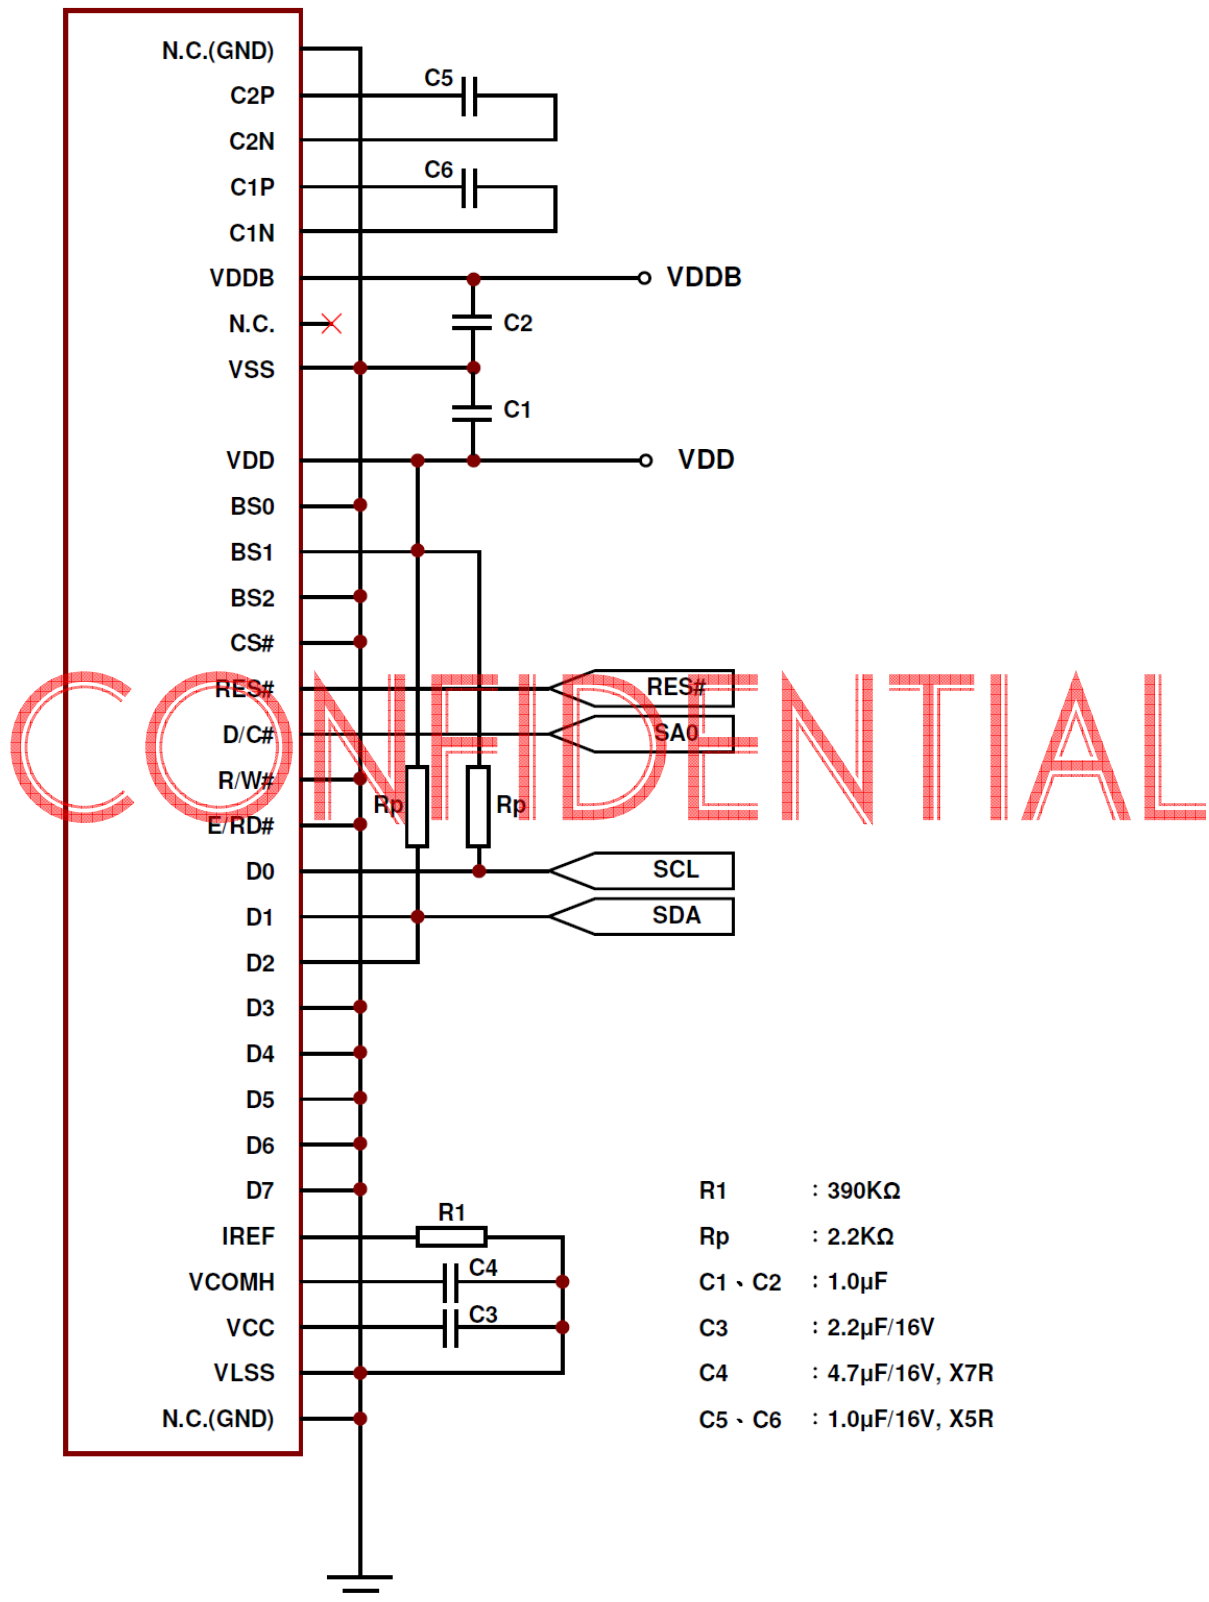 N.C.(GND)
C2P
C5
C2N
C1P
C6
C1N
VDDB
VDDB
N.C.
C2
VSS
C1
VDD
VDD
BS0
BS1
BS2
CS#
RES#
RES#
D/C#
SA0
CONFIDENTIAL
R/W#
Rp
Rp
E/RD#
D0
SCL
D1
SDA
D2
D3
D4
D5
D6
D7
R1 : 390KΩ
IREF
R1
Rp : 2.2KΩ
VCOMH
C4
C1、C2 : 1.0μF
VCC
C3
C3 : 2.2μF/16V
VLSS
C4 : 4.7μF/16V, X7R
N.C.(GND)
C5、C6 : 1.0μF/16V, X5R